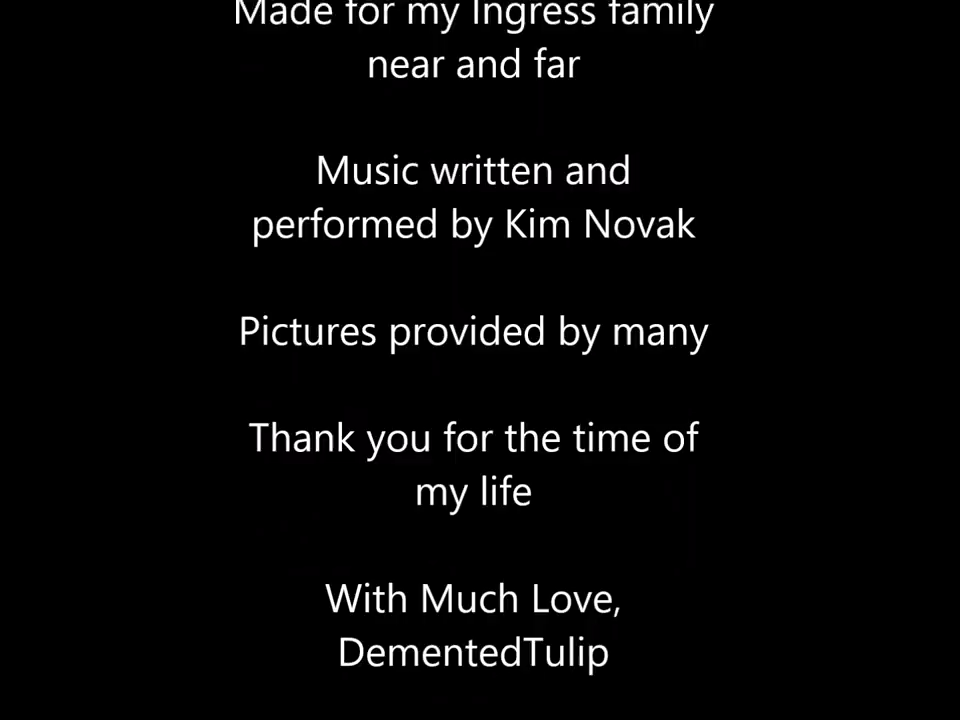 Made for my Ingress family
near and far
Music written and
performed by Kim Novak
Pictures provided by many
Thank you for the time of
my life
With Much Love,
DementedTulip